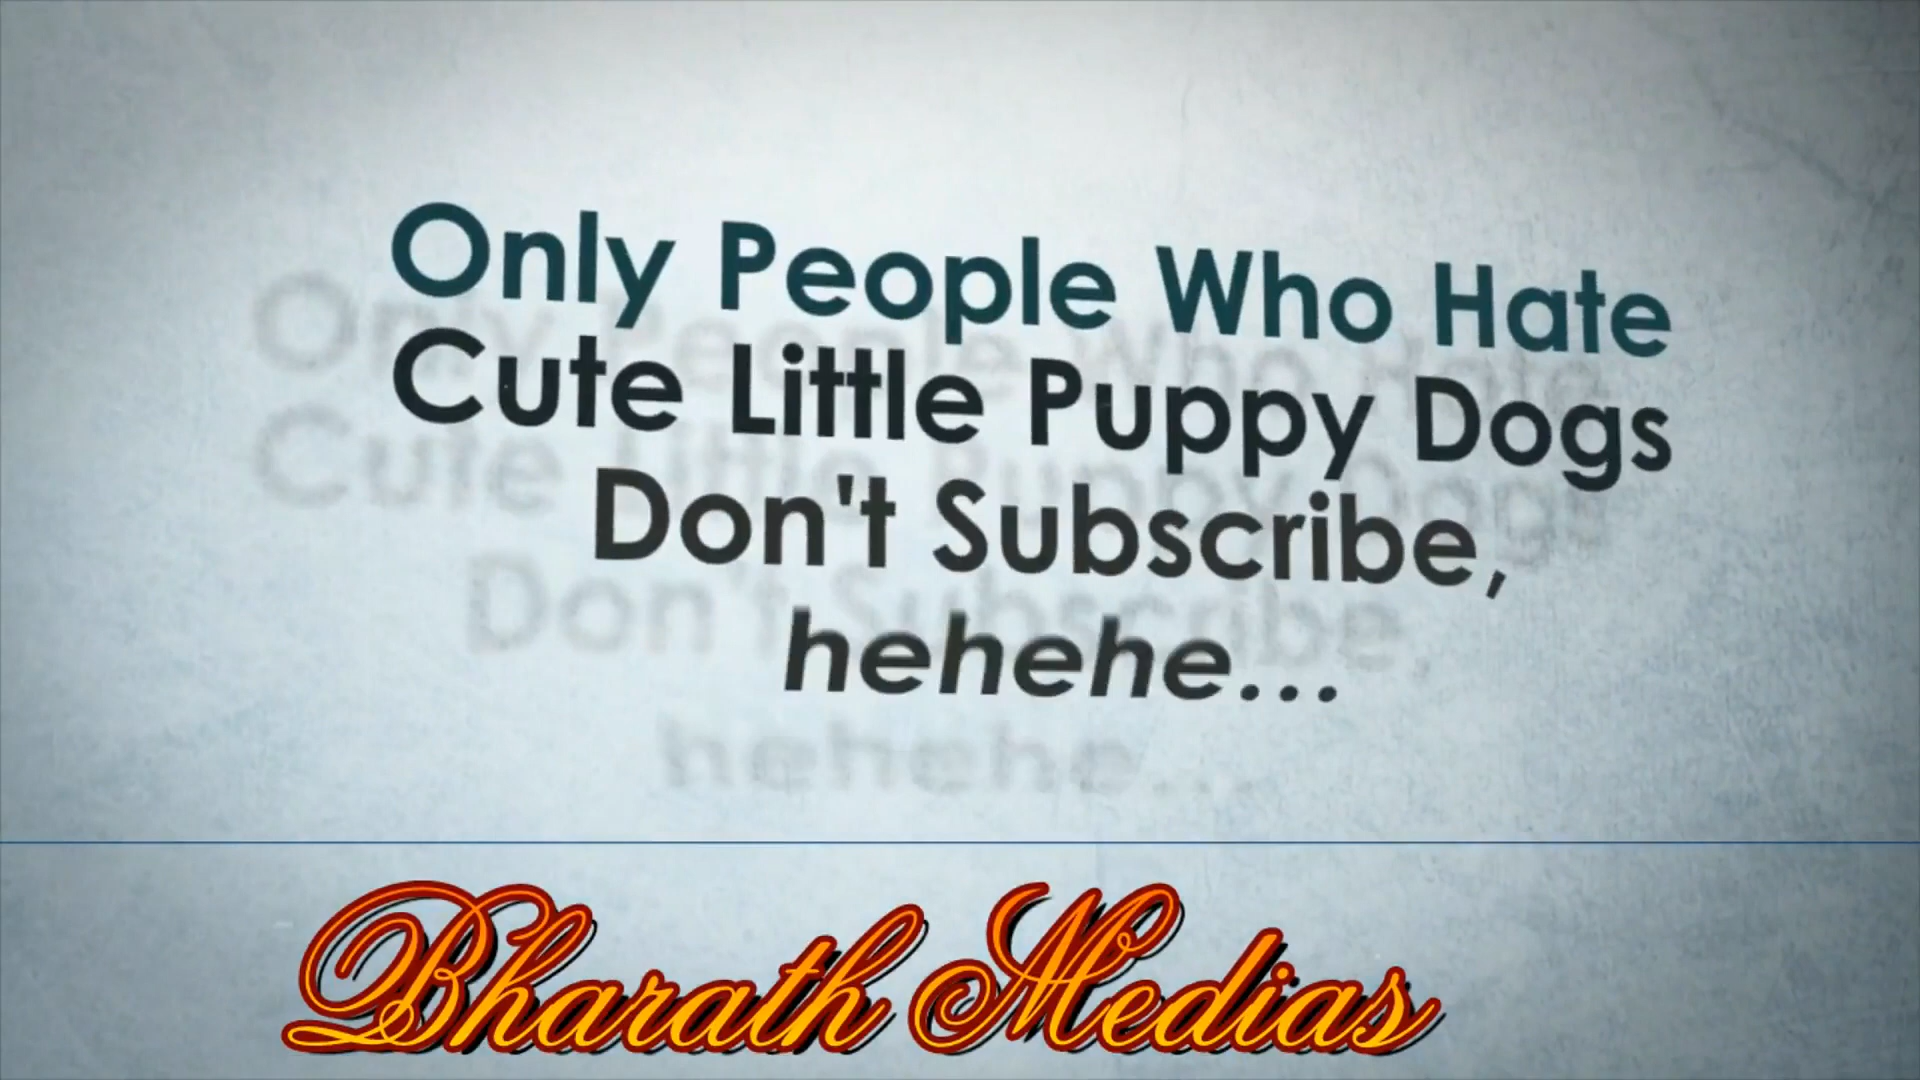 Only People Who Hate
Cute Little Puppy Dogs
Don't Subscribe,
hehehe...
Bharath Medias